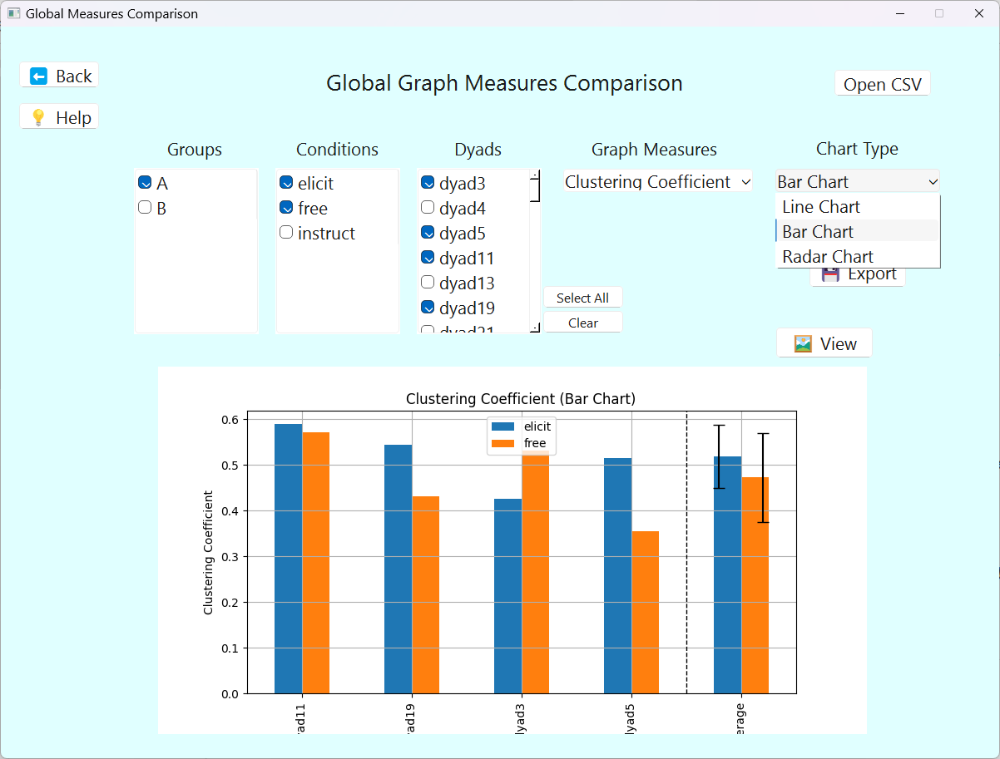 Global Measures Comparison
Back
Global Graph Measures Comparison
Open CSV
Help
Groups
Conditions
Dyads
Graph Measures
Chart Type
A
B
elicit
free
instruct
dyad3
dyad4
dyad5
dyad11
dyad13
dyad19
dyad21
Select All
Clear
Clustering Coefficient
Bar Chart
Line Chart
Bar Chart
Radar Chart
Export
View
Clustering Coefficient (Bar Chart)
elicit
free
Clustering Coefficient
0.6
0.5
0.4
0.3
0.2
0.1
0.0
yad11
yad19
lyad3
lyad5
erage